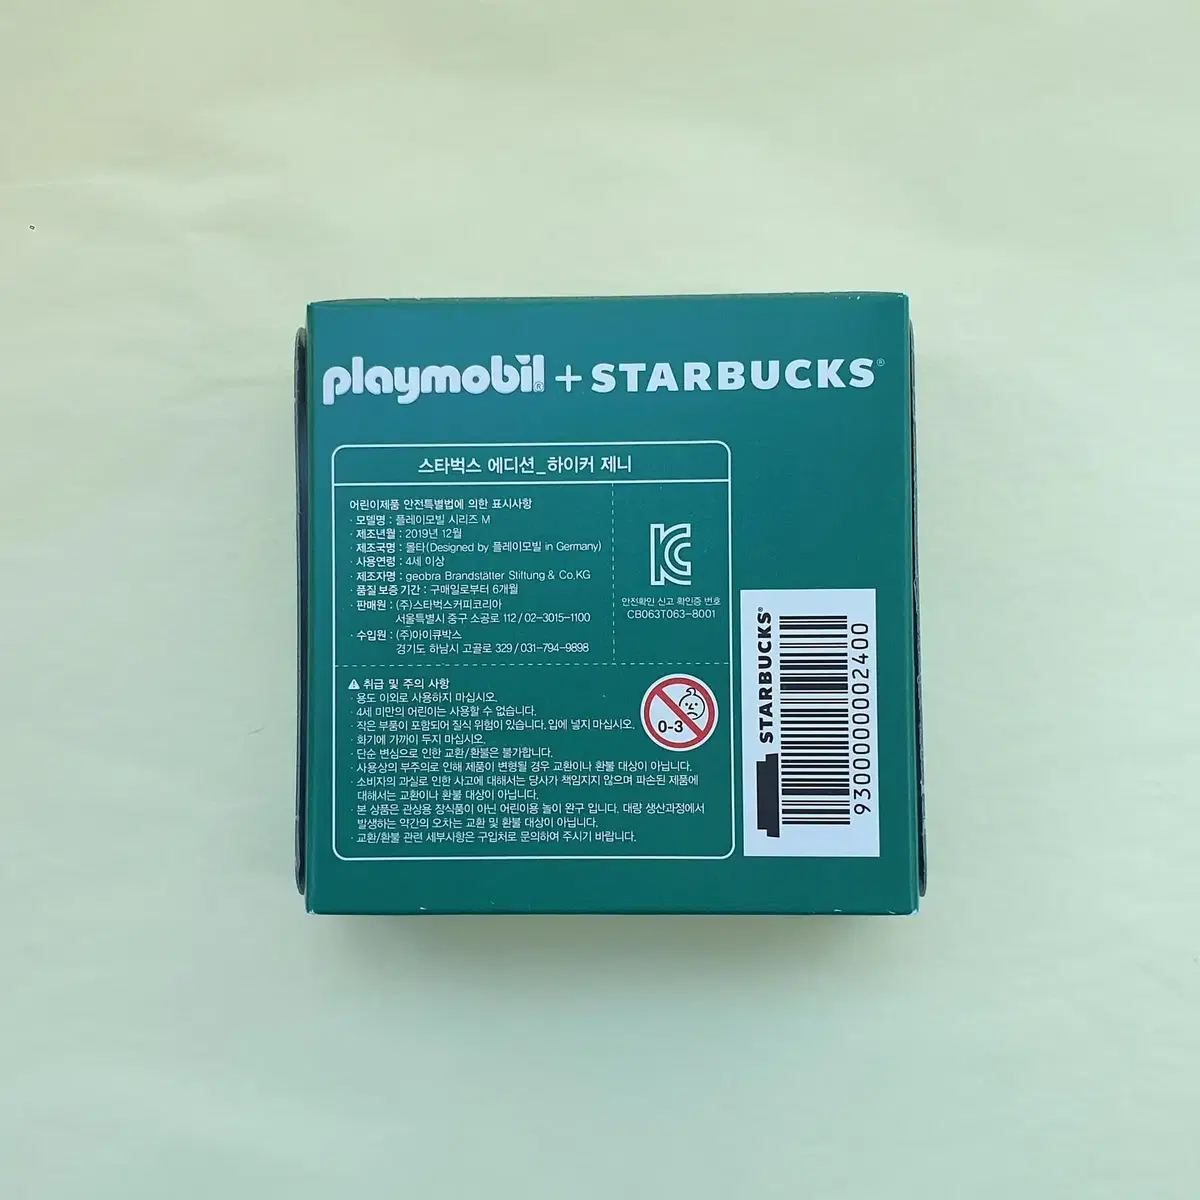 playmobil® + STARBUCKS®
스타벅스 에디션_하이커 제니
어린이제품 안전특별법에 의한 표시사항
· 모델명 : 플레이모빌 시리즈 M
· 제조년월 : 2019년 12월
· 제조국명 : 몰타(Designed by 플레이모빌 in Germany)
· 사용연령 : 4세 이상
· 제조자명 : geobra Brandstätter Stiftung & Co.KG
· 품질 보증 기간 : 구매일로부터 6개월
· 판매원 : (주)스타벅스커피코리아
서울특별시 중구 소공로 112 / 02-3015-1100
· 수입원 : (주)아이큐박스
경기도 하남시 고골로 329 / 031-794-9898
안전확인 신고 확인증 번호
CB063T063-8001
취급 및 주의 사항
· 용도 이외로 사용하지 마십시오.
· 4세 미만의 어린이는 사용할 수 없습니다.
· 작은 부품이 포함되어 질식 위험이 있습니다. 입에 넣지 마십시오.
· 화기에 가까이 두지 마십시오.
· 단순 변심으로 인한 교환/환불은 불가합니다.
· 사용상의 부주의로 인해 제품이 변형될 경우 교환이나 환불 대상이 아닙니다.
· 소비자의 과실로 인한 사고에 대해서는 당사가 책임지지 않으며 파손된 제품에
대해서는 교환이나 환불 대상이 아닙니다.
· 본 상품은 관상용 장식품이 아닌 어린이용 놀이 완구 입니다. 대량 생산과정에서
발생하는 약간의 오차는 교환 및 환불 대상이 아닙니다.
· 교환/환불 관련 세부사항은 구입처로 문의하여 주시기 바랍니다.
0-3
STARBUCKS®
9300000002400